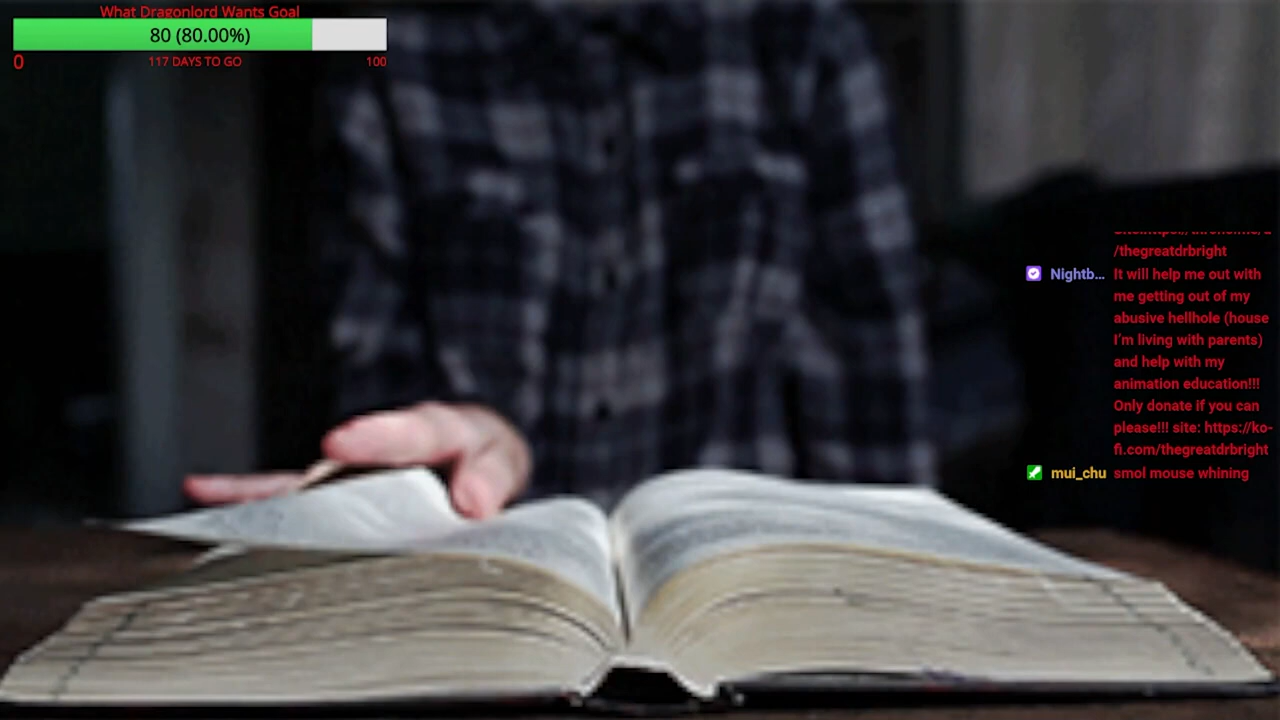 What Dragonlord Wants Goal
80 (80.00%)
0
117 DAYS TO GO
100
/thegreatdrbright
Nightb... It will help me out with
me getting out of my
abusive hellhole (house
I'm living with parents)
and help with my
animation education!!!
Only donate if you can
please!!! site: https://ko-
fi.com/thegreatdrbright
mui_chu smol mouse whining